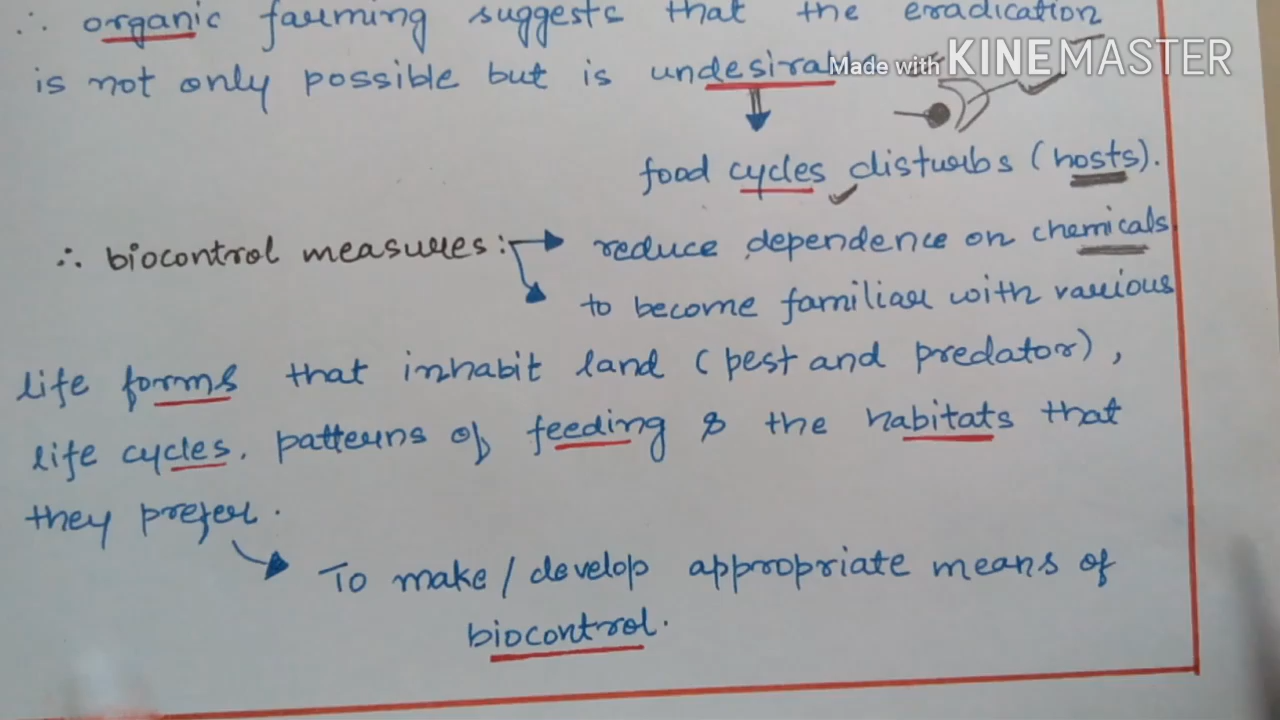 ∴ organic farming suggests that the eradication
is not only possible but is undesirable
Made with KINEMASTER
food cycles disturbs (hosts).
∴ biocontrol measures: reduce dependence on chemicals
to become familiar with various
life forms that inhabit land (pest and predator),
life cycles, patterns of feeding & the habitats that
they prefer.
To make / develop appropriate means of
biocontrol.